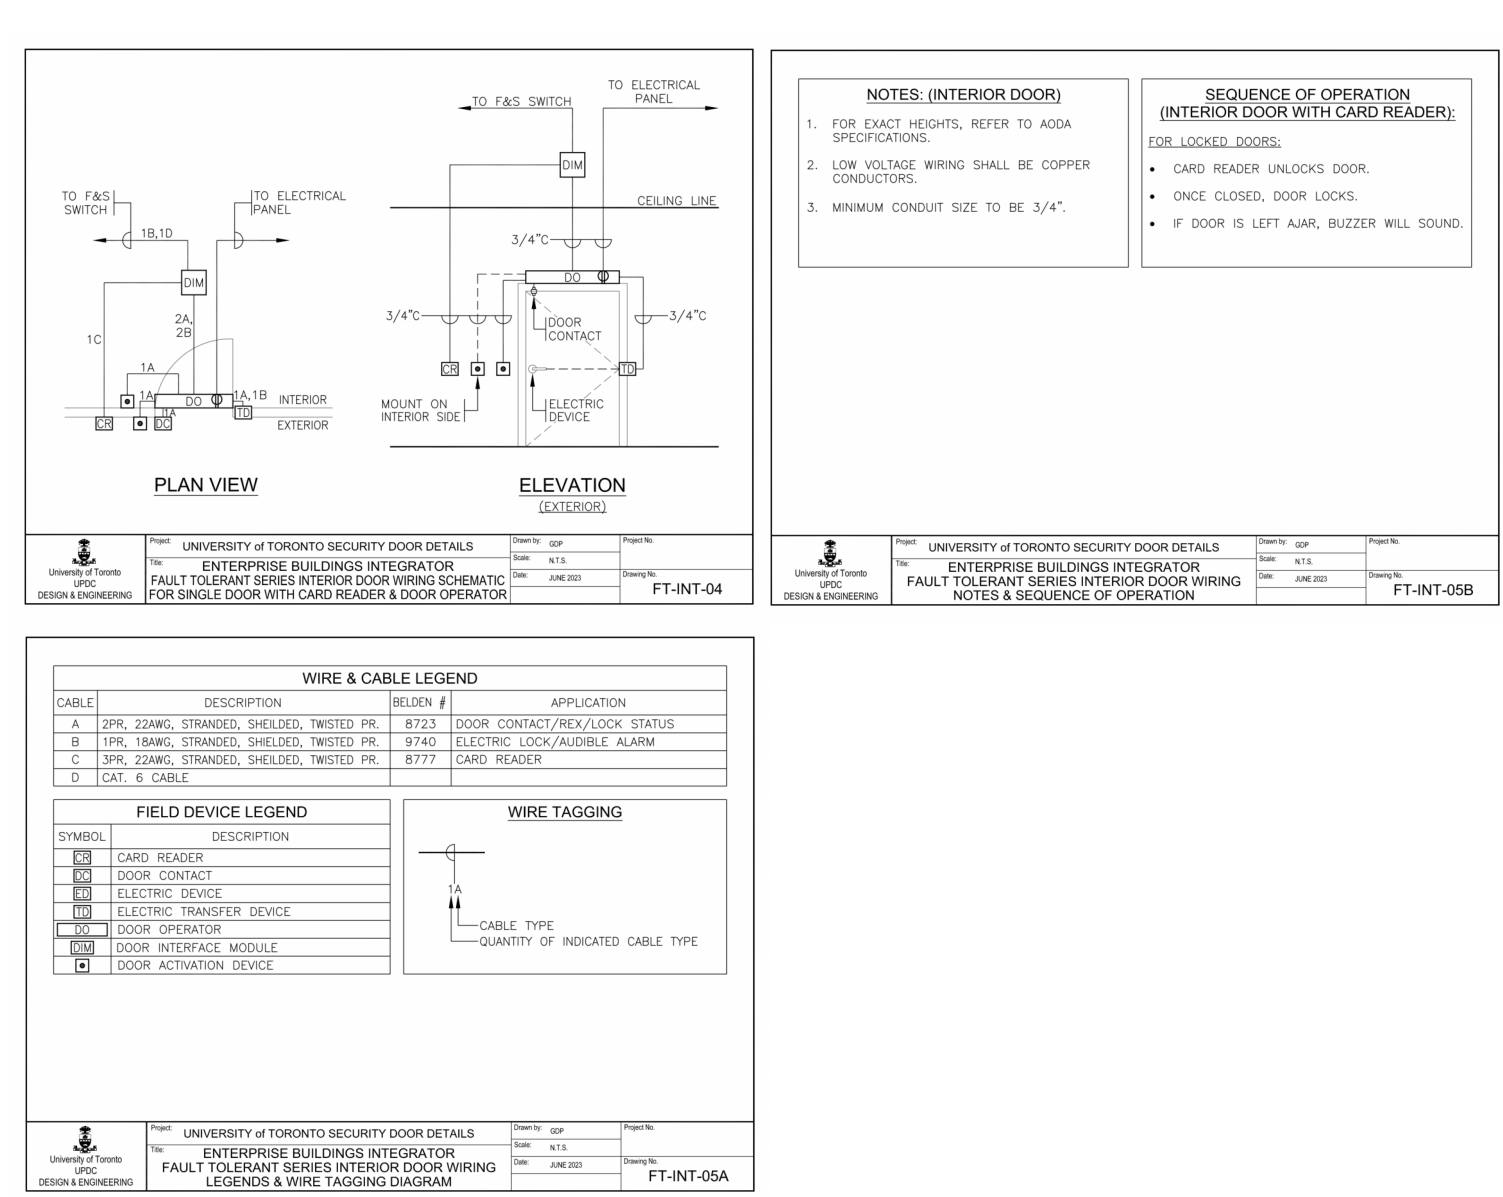 TO ELECTRICAL
PANEL
TO F&S SWITCH
DIM
CEILING LINE
3/4"C
DO
3/4"C
3/4"C
DOOR
CONTACT
CR
TD
MOUNT ON
INTERIOR SIDE
ELECTRIC
DEVICE
ELEVATION
(EXTERIOR)
TO F&S
SWITCH
TO ELECTRICAL
PANEL
1B,1D
DIM
2A,
2B
1C
1A
1A
DO
1A,1B
INTERIOR
1A
TD
CR
DC
EXTERIOR
PLAN VIEW
University of Toronto
UPDC
DESIGN & ENGINEERING
Project:
UNIVERSITY of TORONTO SECURITY DOOR DETAILS
Title:
ENTERPRISE BUILDINGS INTEGRATOR
FAULT TOLERANT SERIES INTERIOR DOOR WIRING SCHEMATIC
FOR SINGLE DOOR WITH CARD READER & DOOR OPERATOR
Drawn by: GDP
Scale: N.T.S.
Date: JUNE 2023
Project No.
Drawing No.
FT-INT-04
NOTES: (INTERIOR DOOR)
1. FOR EXACT HEIGHTS, REFER TO AODA
SPECIFICATIONS.
2. LOW VOLTAGE WIRING SHALL BE COPPER
CONDUCTORS.
3. MINIMUM CONDUIT SIZE TO BE 3/4".
SEQUENCE OF OPERATION
(INTERIOR DOOR WITH CARD READER):
FOR LOCKED DOORS:
• CARD READER UNLOCKS DOOR.
• ONCE CLOSED, DOOR LOCKS.
• IF DOOR IS LEFT AJAR, BUZZER WILL SOUND.
University of Toronto
UPDC
DESIGN & ENGINEERING
Project:
UNIVERSITY of TORONTO SECURITY DOOR DETAILS
Title:
ENTERPRISE BUILDINGS INTEGRATOR
FAULT TOLERANT SERIES INTERIOR DOOR WIRING
NOTES & SEQUENCE OF OPERATION
Drawn by: GDP
Scale: N.T.S.
Date: JUNE 2023
Project No.
Drawing No.
FT-INT-05B
WIRE & CABLE LEGEND
CABLE DESCRIPTION BELDEN # APPLICATION
A 2PR, 22AWG, STRANDED, SHEILDED, TWISTED PR. 8723 DOOR CONTACT/REX/LOCK STATUS
B 1PR, 18AWG, STRANDED, SHIELDED, TWISTED PR. 9740 ELECTRIC LOCK/AUDIBLE ALARM
C 3PR, 22AWG, STRANDED, SHEILDED, TWISTED PR. 8777 CARD READER
D CAT. 6 CABLE
FIELD DEVICE LEGEND
SYMBOL DESCRIPTION
CR CARD READER
DC DOOR CONTACT
ED ELECTRIC DEVICE
TD ELECTRIC TRANSFER DEVICE
DO DOOR OPERATOR
DIM DOOR INTERFACE MODULE
DOOR ACTIVATION DEVICE
WIRE TAGGING
1A
CABLE TYPE
QUANTITY OF INDICATED CABLE TYPE
University of Toronto
UPDC
DESIGN & ENGINEERING
Project:
UNIVERSITY of TORONTO SECURITY DOOR DETAILS
Title:
ENTERPRISE BUILDINGS INTEGRATOR
FAULT TOLERANT SERIES INTERIOR DOOR WIRING
LEGENDS & WIRE TAGGING DIAGRAM
Drawn by: GDP
Scale: N.T.S.
Date: JUNE 2023
Project No.
Drawing No.
FT-INT-05A